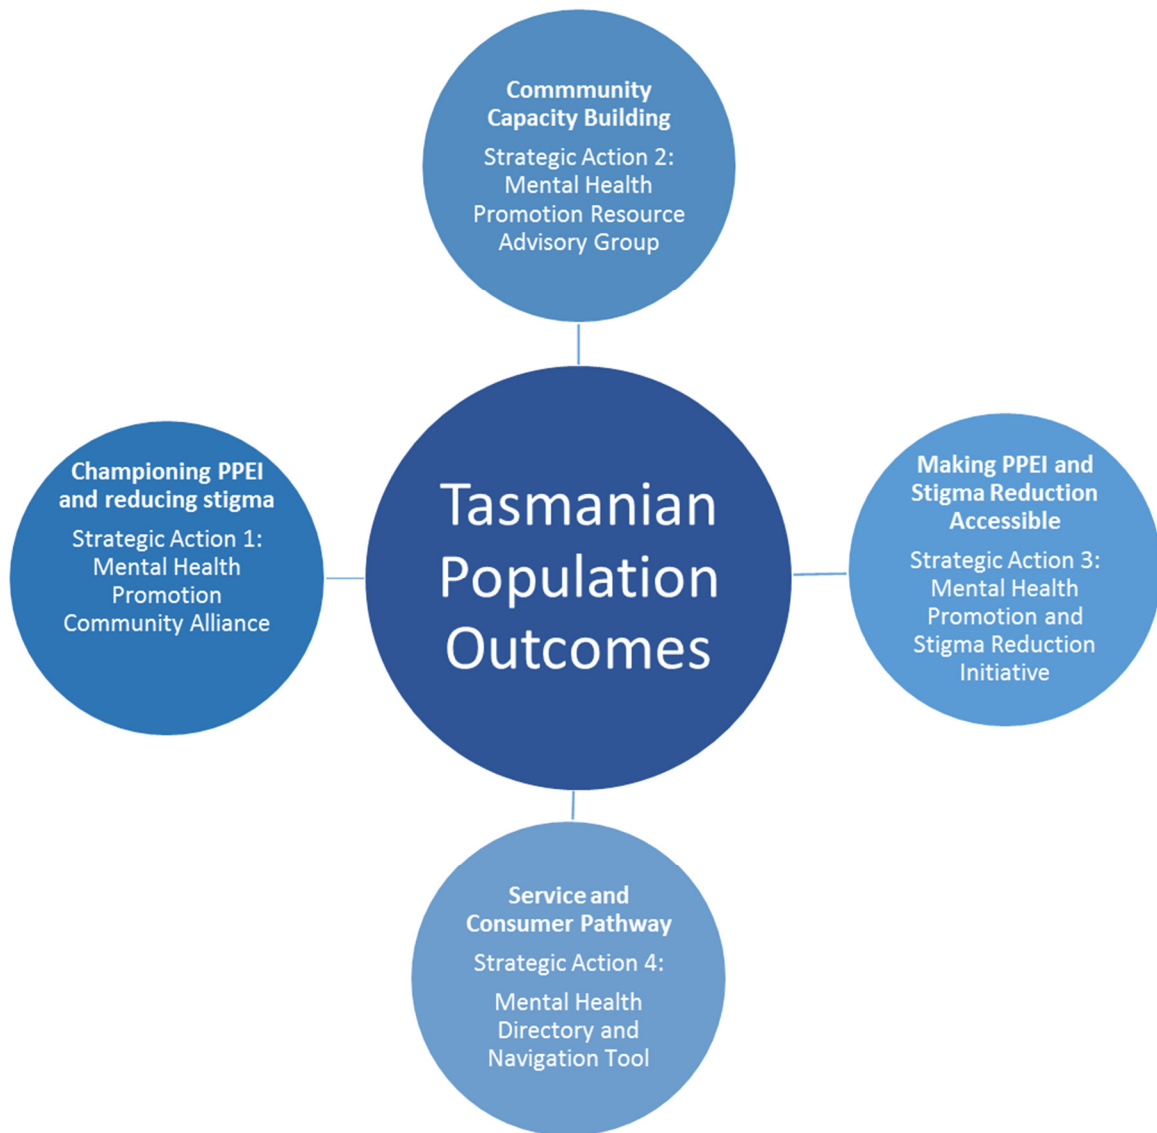 Commmunity
Capacity Building
Strategic Action 2:
Mental Health
Promotion Resource
Advisory Group
Championing PPEI
and reducing stigma
Strategic Action 1:
Mental Health
Promotion
Community Alliance
Tasmanian
Population
Outcomes
Making PPEI and
Stigma Reduction
Accessible
Strategic Action 3:
Mental Health
Promotion and
Stigma Reduction
Initiative
Service and
Consumer Pathway
Strategic Action 4:
Mental Health
Directory and
Navigation Tool